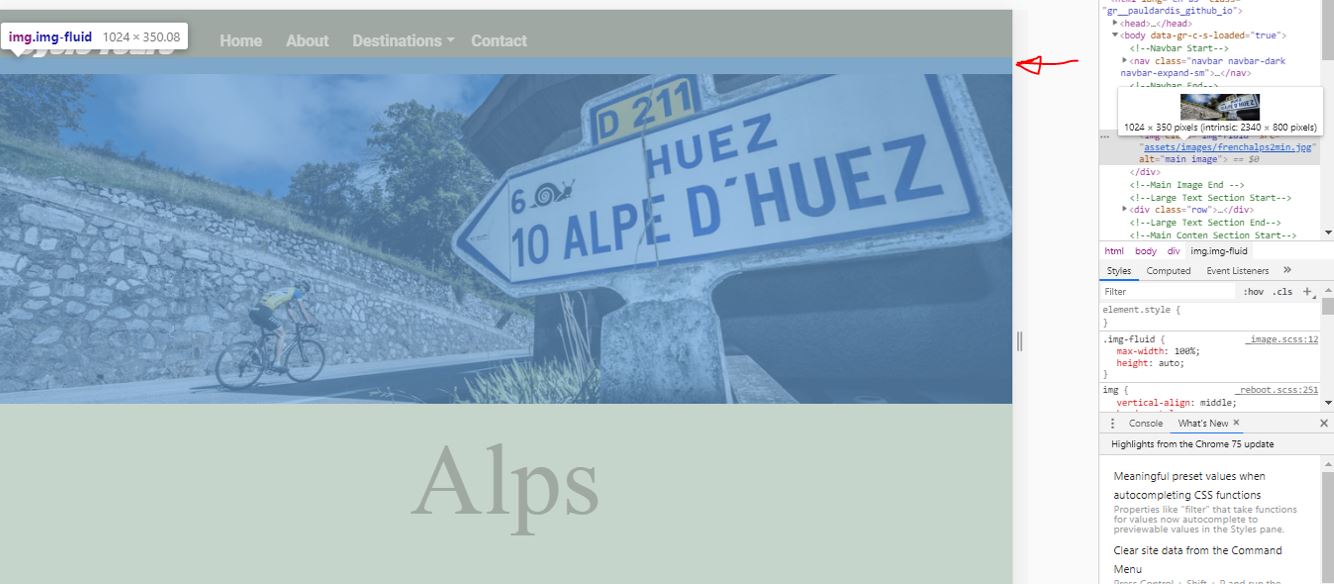 img.img-fluid 1024 × 350.08
Home About Destinations Contact
D 211
HUEZ
6
10 ALPE D´HUEZ
Alps
"gr__pauldardis_github_io">
<head>…</head>
<body data-gr-c-s-loaded="true">
<!--Navbar Start-->
<nav class="navbar navbar-dark
navbar-expand-sm">…</nav>
<!--Navbar End-->
1024 × 350 pixels (intrinsic: 2340 × 800 pixels)
"assets/images/frenchalps2min.jpg"
alt="main image"> == $0
</div>
<!--Main Image End -->
<!--Large Text Section Start-->
<div class="row">…</div>
<!--Large Text Section End-->
<!--Main Conten Section Start-->
html body div img.img-fluid
Styles Computed Event Listeners »
Filter :hov .cls +
element.style {
}
.img-fluid { _image.scss:12
max-width: 100%;
height: auto;
}
img { _reboot.scss:251
vertical-align: middle;
Console What's New ×
Highlights from the Chrome 75 update
Meaningful preset values when
autocompleting CSS functions
Properties like "filter" that take functions
for values now autocomplete to
previewable values in the Styles pane.
Clear site data from the Command
Menu
Press Control + Shift + P and run the